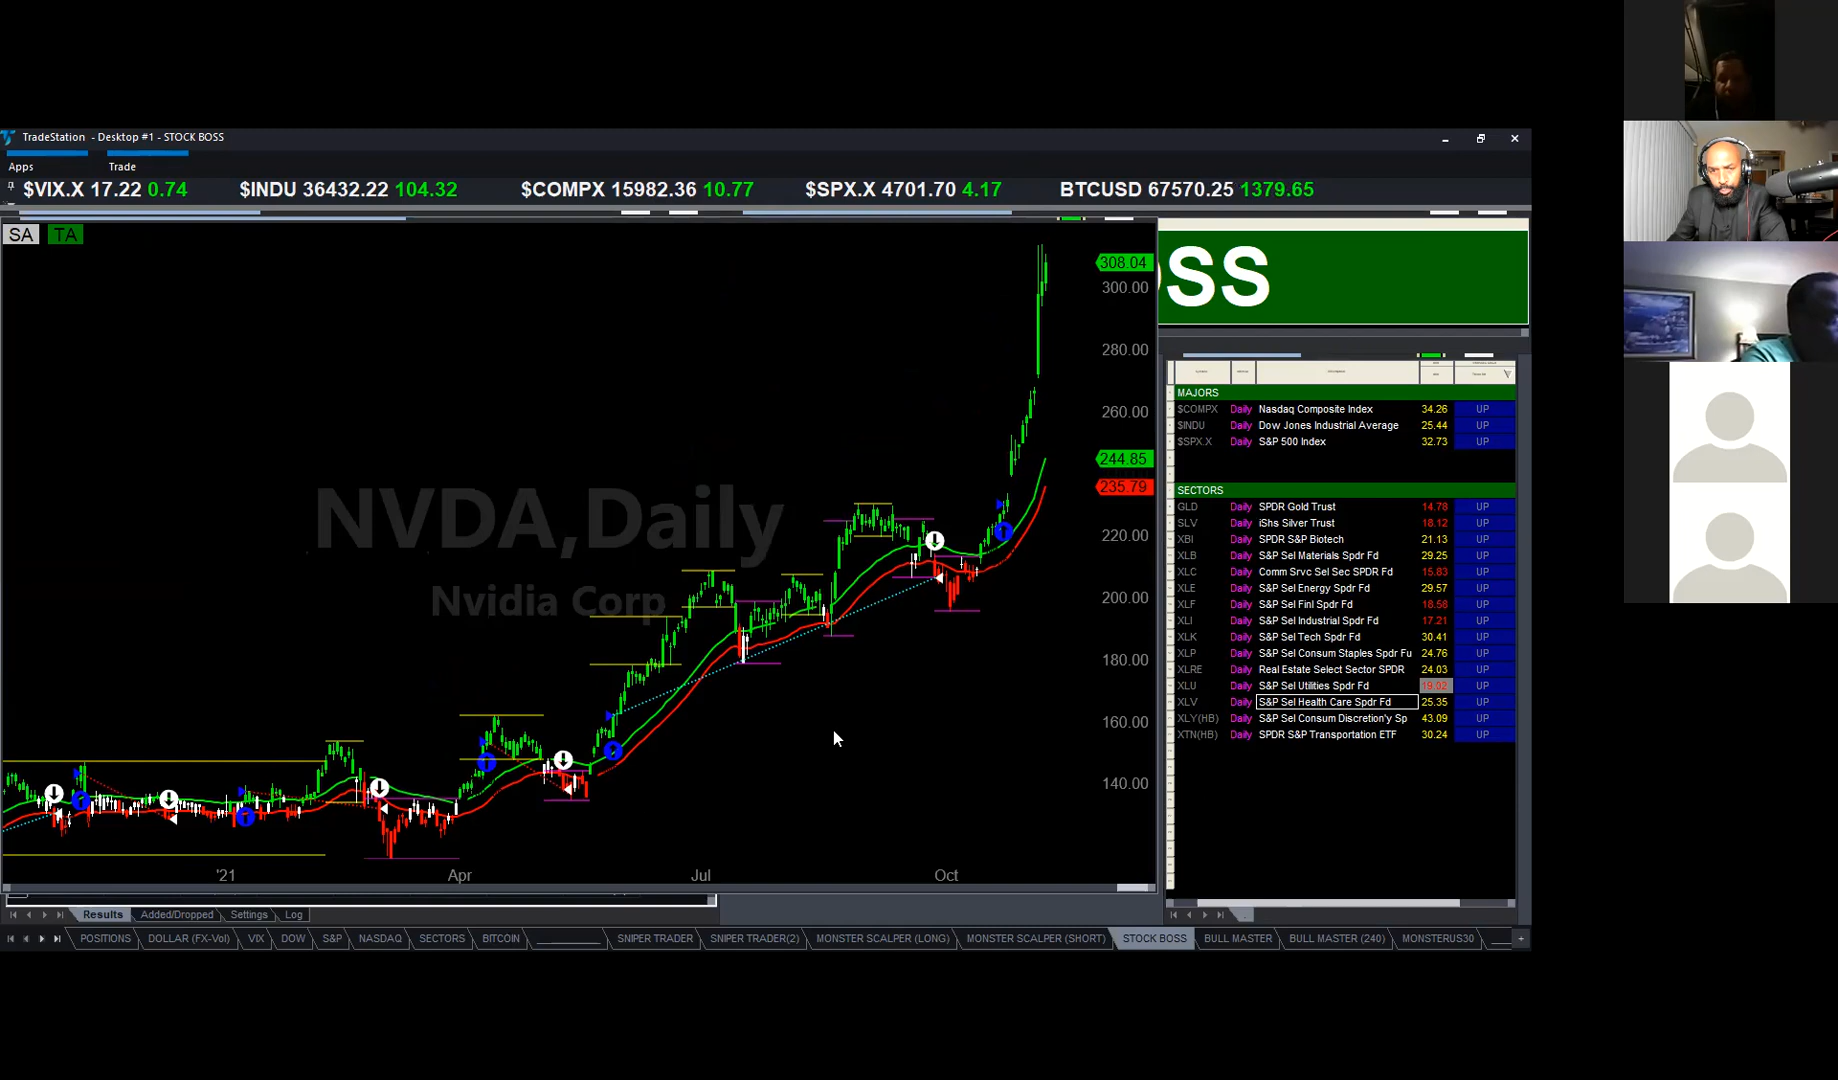 TradeStation - Desktop #1 - STOCK BOSS
Apps Trade
$VIX.X 17.22 0.74 $INDU 36432.22 104.32 $COMPX 15982.36 10.77 $SPX.X 4701.70 4.17 BTCUSD 67570.25 1379.65
SA TA
OSS
308.04
300.00
280.00
260.00
244.85
235.79
220.00
200.00
180.00
160.00
140.00
NVDA,Daily
Nvidia Corp
'21 Apr Jul Oct
MAJORS
$COMPX Daily Nasdaq Composite Index 34.26 UP
$INDU Daily Dow Jones Industrial Average 25.44 UP
$SPX.X Daily S&P 500 Index 32.73 UP
SECTORS
GLD Daily SPDR Gold Trust 14.78 UP
SLV Daily iShs Silver Trust 18.12 UP
XBI Daily SPDR S&P Biotech 21.13 UP
XLB Daily S&P Sel Materials Spdr Fd 29.25 UP
XLC Daily Comm Srvc Sel Sec SPDR Fd 15.83 UP
XLE Daily S&P Sel Energy Spdr Fd 29.57 UP
XLF Daily S&P Sel Finl Spdr Fd 18.58 UP
XLI Daily S&P Sel Industrial Spdr Fd 17.21 UP
XLK Daily S&P Sel Tech Spdr Fd 30.41 UP
XLP Daily S&P Sel Consum Staples Spdr Fu 24.76 UP
XLRE Daily Real Estate Select Sector SPDR 24.03 UP
XLU Daily S&P Sel Utilities Spdr Fd 19.02 UP
XLV Daily S&P Sel Health Care Spdr Fd 25.35 UP
XLY(HB) Daily S&P Sel Consum Discretion'y Sp 43.09 UP
XTN(HB) Daily SPDR S&P Transportation ETF 30.24 UP
Results Added/Dropped Settings Log
POSITIONS DOLLAR (FX-Vol) VIX DOW S&P NASDAQ SECTORS BITCOIN SNIPER TRADER SNIPER TRADER(2) MONSTER SCALPER (LONG) MONSTER SCALPER (SHORT) STOCK BOSS BULL MASTER BULL MASTER (240) MONSTERUS30